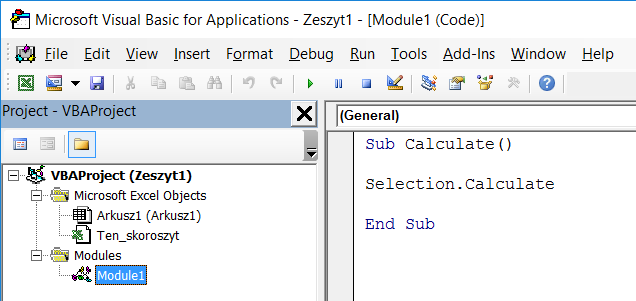 Microsoft Visual Basic for Applications - Zeszyt1 - [Module1 (Code)]
File Edit View Insert Format Debug Run Tools Add-Ins Window Help
Project - VBAProject
VBAProject (Zeszyt1)
Microsoft Excel Objects
Arkusz1 (Arkusz1)
Ten_skoroszyt
Modules
Module1
(General)
Sub Calculate()
Selection.Calculate
End Sub